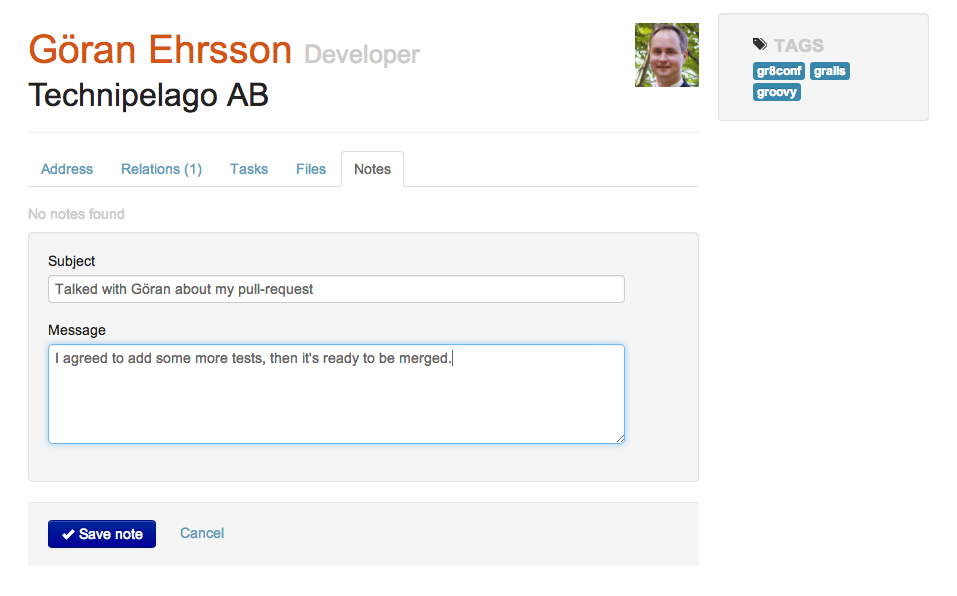 Göran Ehrsson Developer
Technipelago AB
TAGS
gr8conf grails
groovy
Address Relations (1) Tasks Files Notes
No notes found
Subject
Talked with Göran about my pull-request
Message
I agreed to add some more tests, then it's ready to be merged.
Save note Cancel